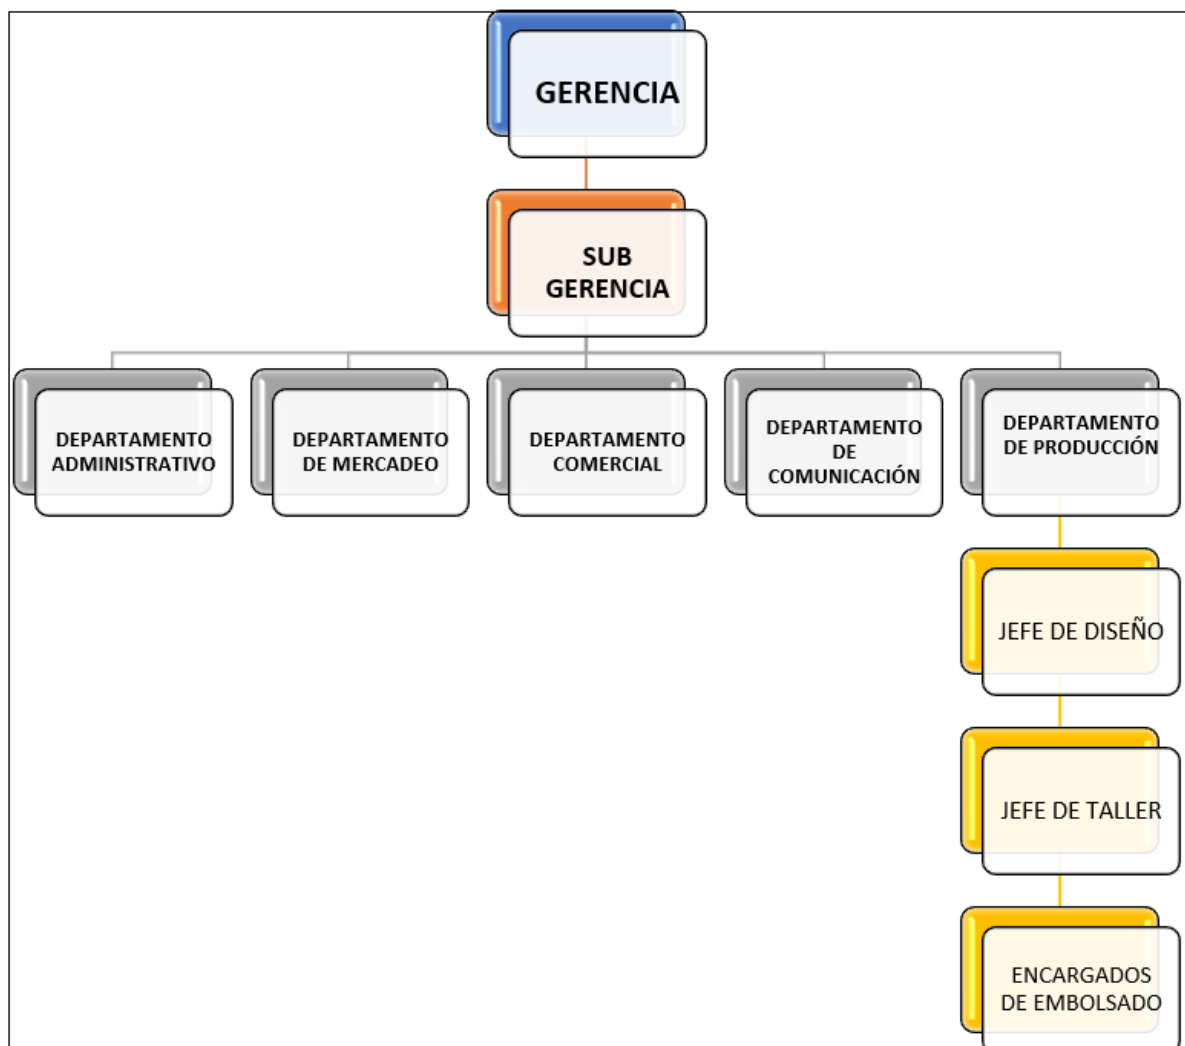 GERENCIA
SUB
GERENCIA
DEPARTAMENTO
ADMINISTRATIVO
DEPARTAMENTO
DE MERCADEO
DEPARTAMENTO
COMERCIAL
DEPARTAMENTO
DE
COMUNICACIÓN
DEPARTAMENTO
DE PRODUCCIÓN
JEFE DE DISEÑO
JEFE DE TALLER
ENCARGADOS
DE EMBOLSADO